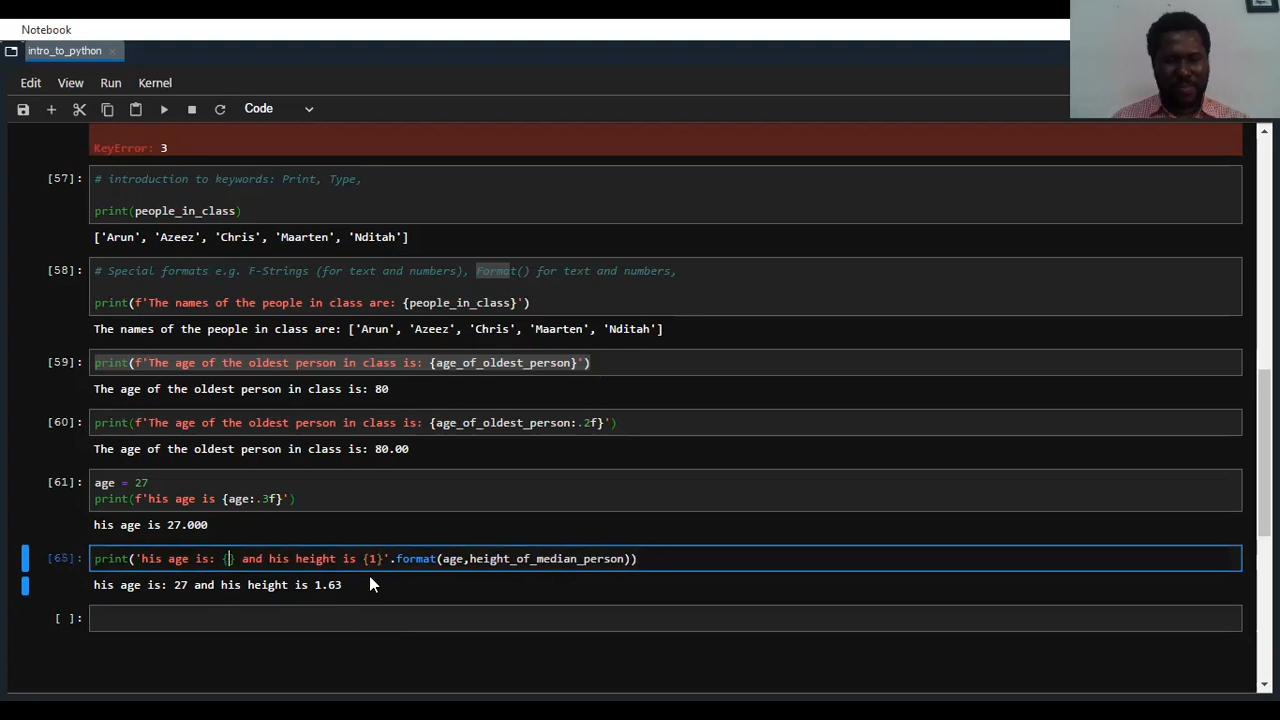 Notebook
intro_to_python ×
Edit View Run Kernel
Code
KeyError: 3
[57]: # introduction to keywords: Print, Type,
print(people_in_class)
['Arun', 'Azeez', 'Chris', 'Maarten', 'Nditah']
[58]: # Special formats e.g. F-Strings (for text and numbers), Format() for text and numbers,
print(f'The names of the people in class are: {people_in_class}')
The names of the people in class are: ['Arun', 'Azeez', 'Chris', 'Maarten', 'Nditah']
[59]: print(f'The age of the oldest person in class is: {age_of_oldest_person}')
The age of the oldest person in class is: 80
[60]: print(f'The age of the oldest person in class is: {age_of_oldest_person:.2f}')
The age of the oldest person in class is: 80.00
[61]: age = 27
print(f'his age is {age:.3f}')
his age is 27.000
[65]: print('his age is: {} and his height is {1}'.format(age,height_of_median_person))
his age is: 27 and his height is 1.63
[ ]: